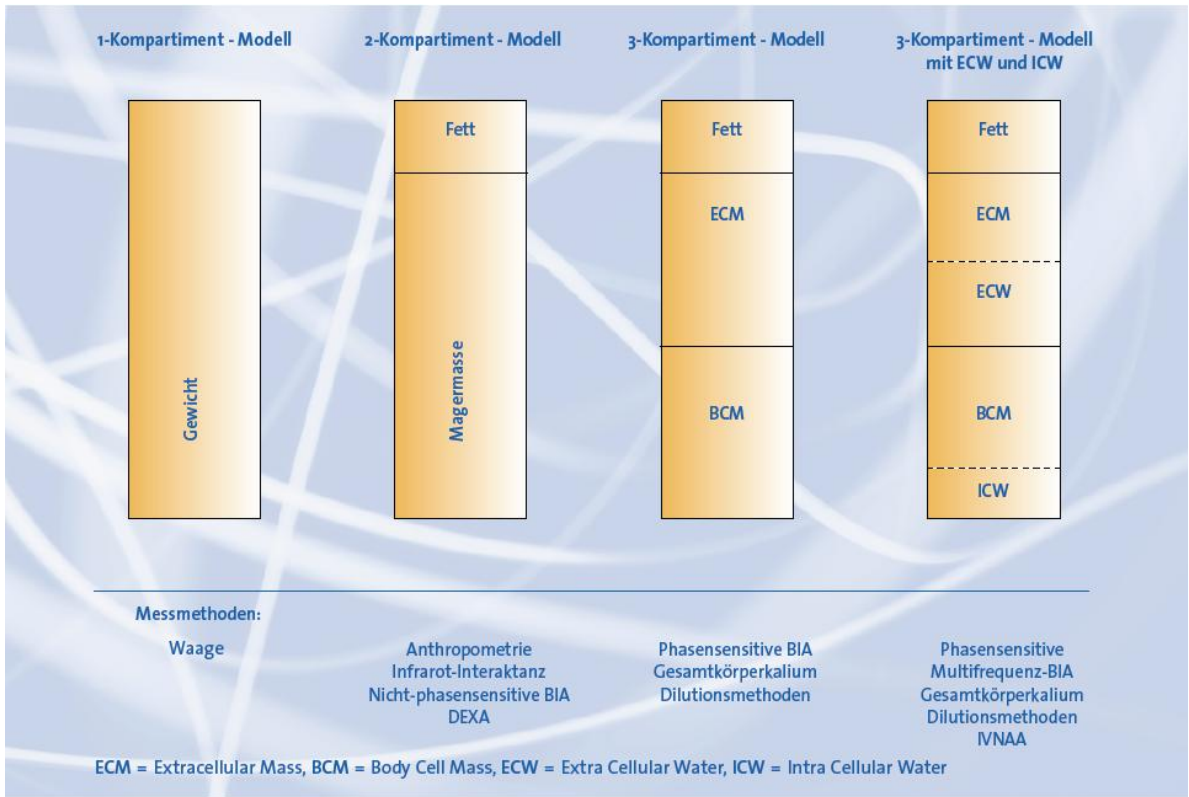 1-Kompartiment - Modell
2-Kompartiment - Modell
3-Kompartiment - Modell
3-Kompartiment - Modell
mit ECW und ICW
Gewicht
Fett
Magermasse
Fett
ECM
BCM
Fett
ECM
ECW
BCM
ICW
Messmethoden:
Waage
Anthropometrie
Infrarot-Interaktanz
Nicht-phasensensitive BIA
DEXA
Phasensensitive BIA
Gesamtkörperkalium
Dilutionsmethoden
Phasensensitive
Multifrequenz-BIA
Gesamtkörperkalium
Dilutionsmethoden
IVNAA
ECM = Extracellular Mass, BCM = Body Cell Mass, ECW = Extra Cellular Water, ICW = Intra Cellular Water